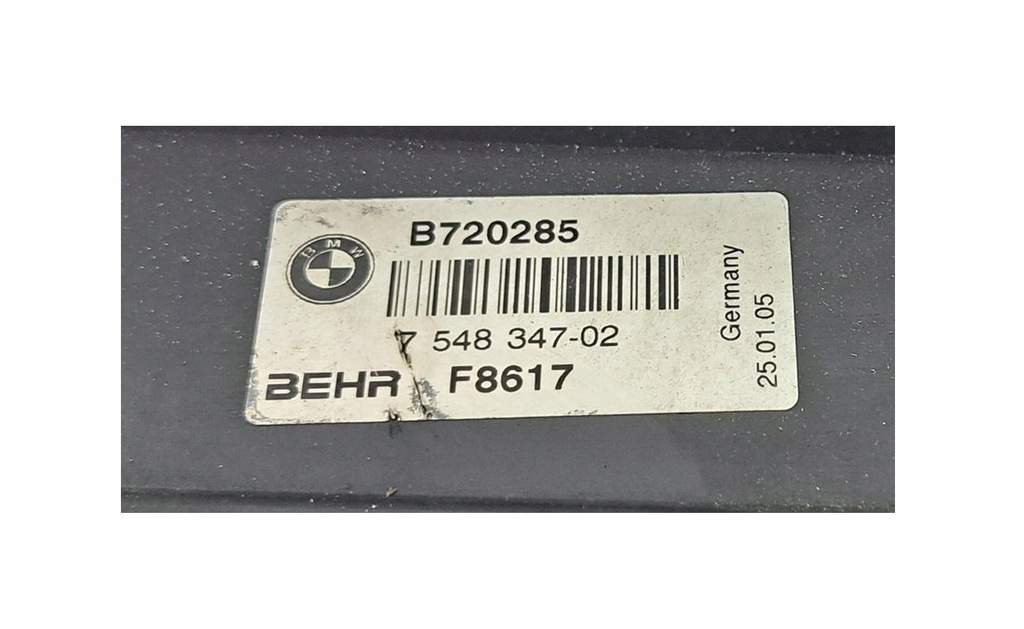 B720285
BMW
7 548 347-02
BEHR F8617
Germany
25.01.05